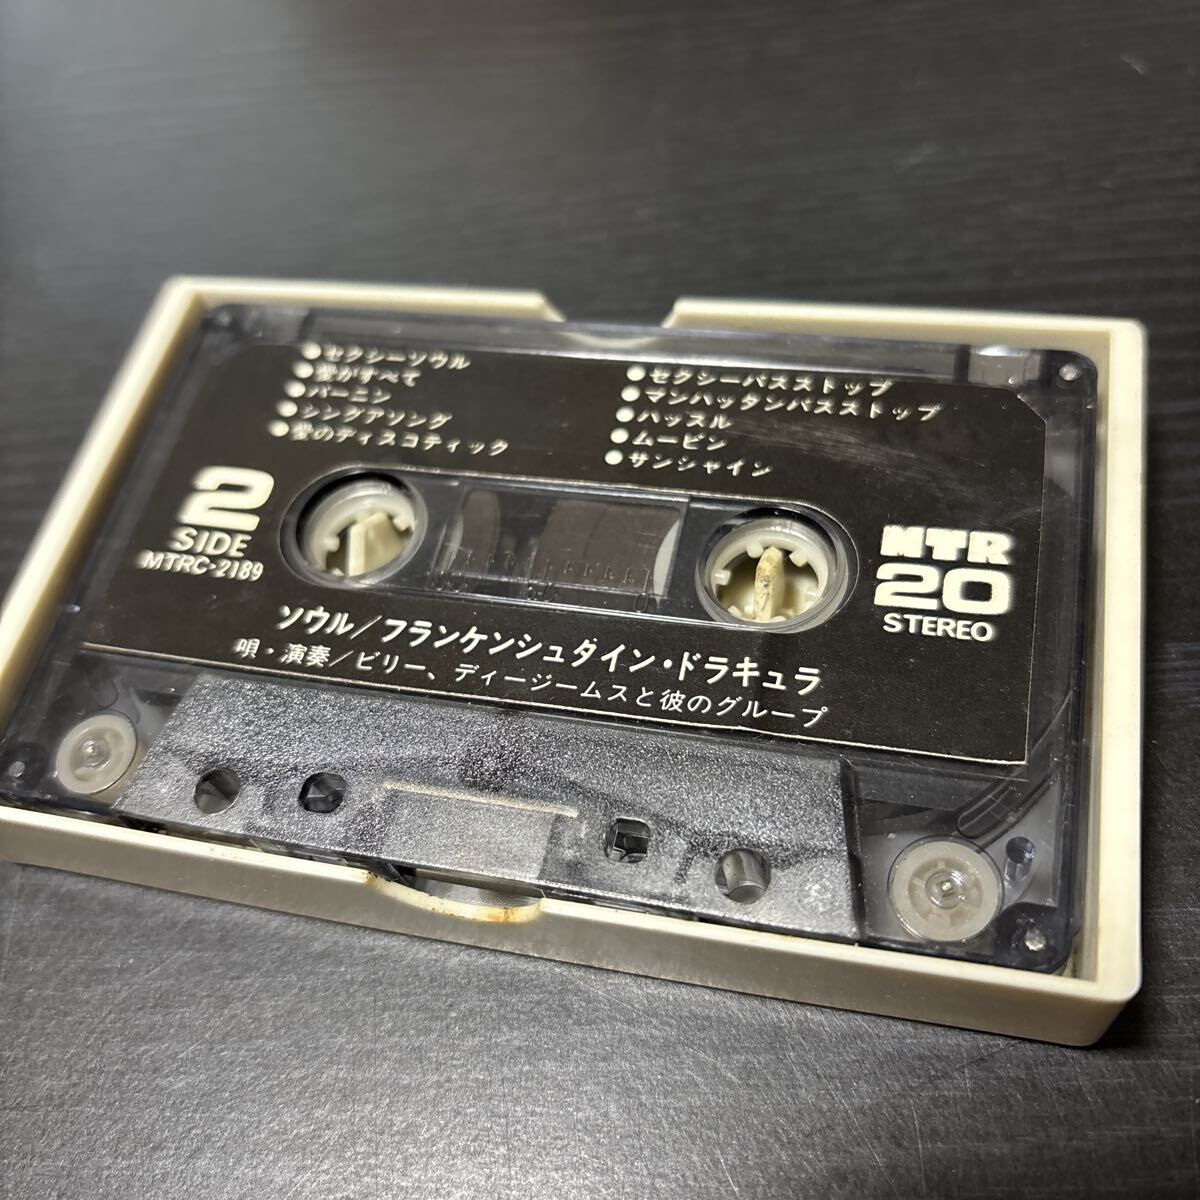 ●セクシーソウル
●愛がすべて
●バーニン
●シングアソング
●愛のディスコティック
●セクシーバスストップ
●マンハッタンバスストップ
●ハッスル
●ムービン
●サンシャイン
2
SIDE
MTRC-2189
MTR
20
STEREO
ソウル/フランケンシュタイン・ドラキュラ
唄・演奏/ビリー、ディージームスと彼のグループ